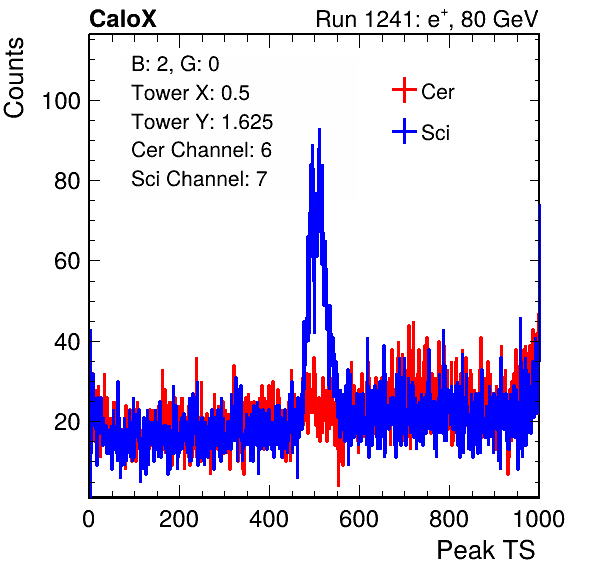 CaloX Run 1241: e+, 80 GeV
Counts
B: 2, G: 0
Tower X: 0.5
Tower Y: 1.625
Cer Channel: 6
Sci Channel: 7
Cer
Sci
100
80
60
40
20
0 200 400 600 800 1000
Peak TS